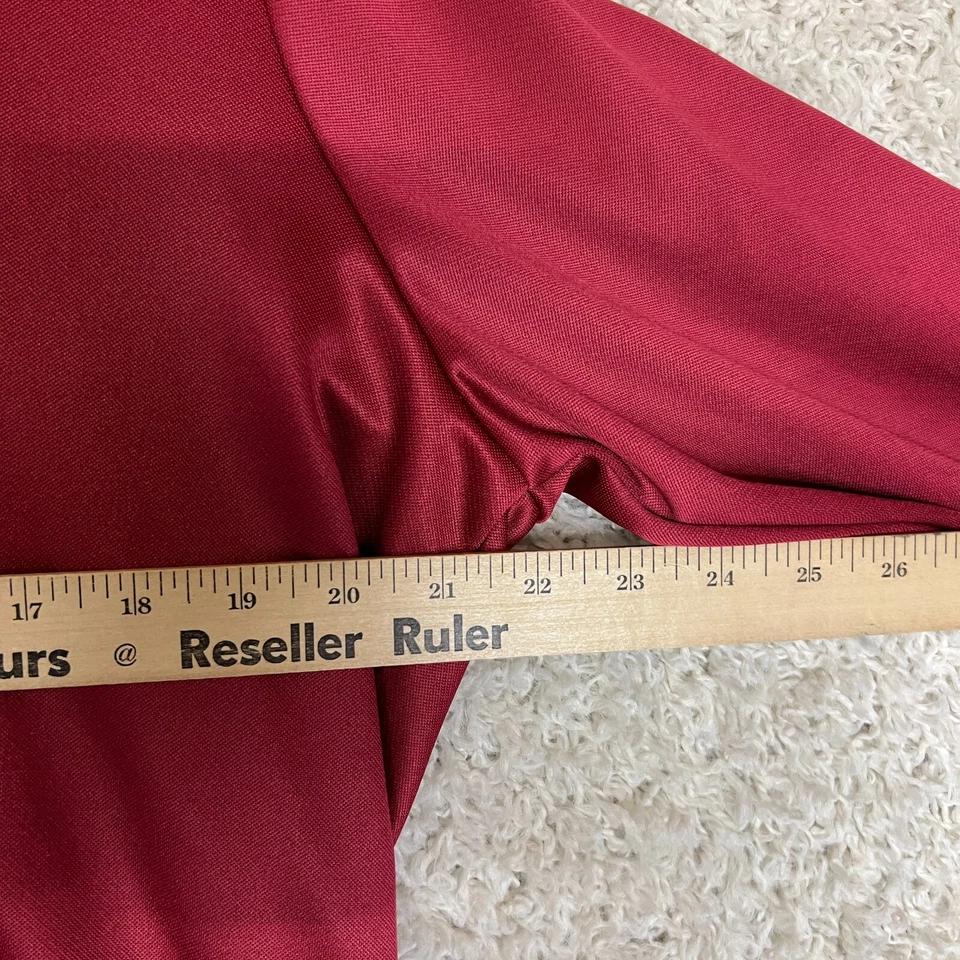 17 18 19 20 21 22 23 24 25 26
urs @ Reseller Ruler